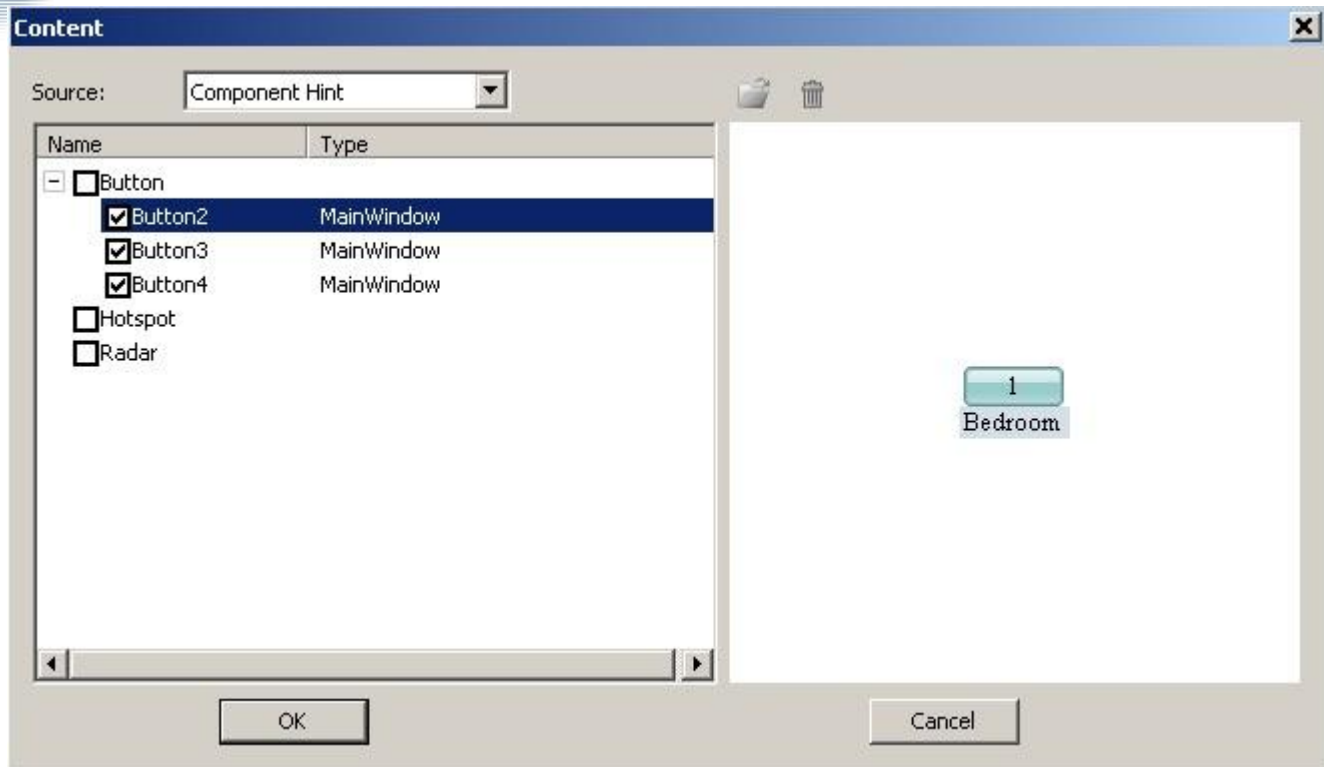 Content
Source: Component Hint
Name Type
Button
Button2 MainWindow
Button3 MainWindow
Button4 MainWindow
Hotspot
Radar
1
Bedroom
OK Cancel